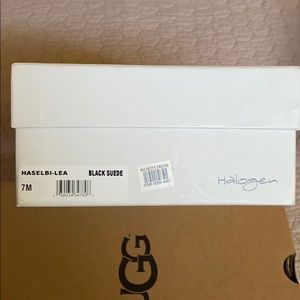 HASELBI-LEA BLACK SUEDE
7M
NORDSTROM
Halogen
UGG